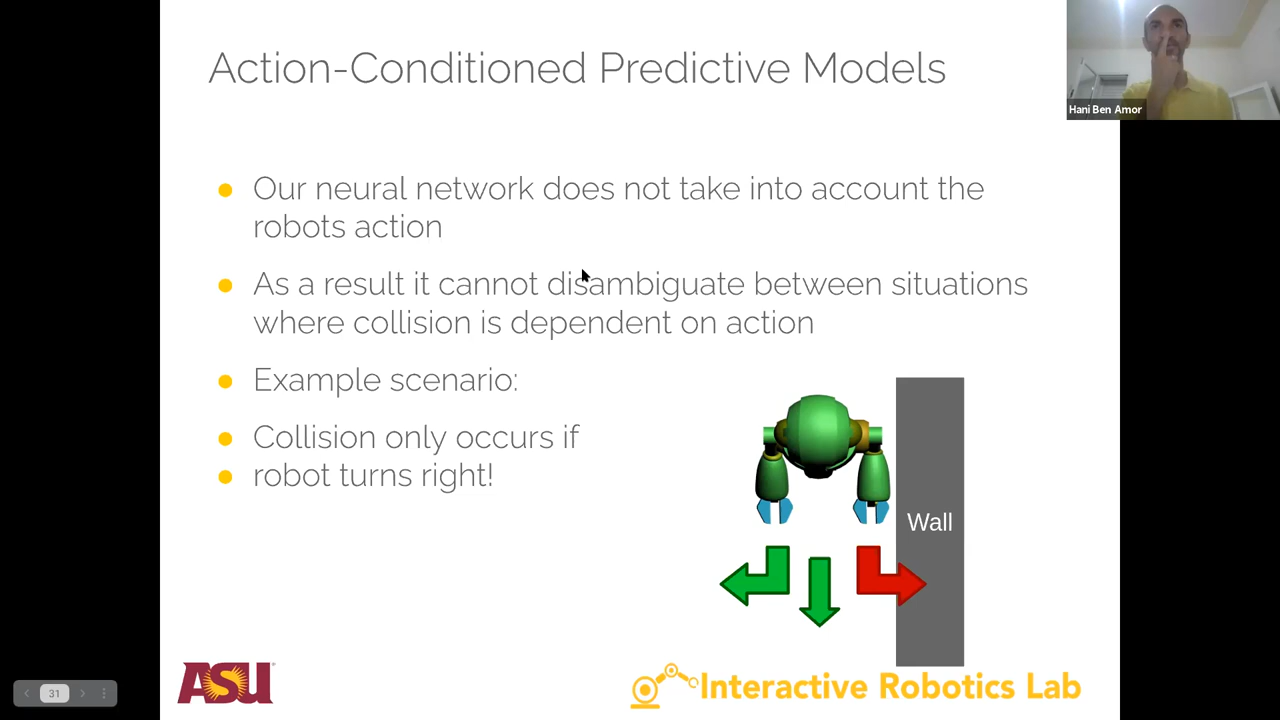 Action-Conditioned Predictive Models
Hani Ben Amor
Our neural network does not take into account the
robots action
As a result it cannot disambiguate between situations
where collision is dependent on action
Example scenario:
Collision only occurs if
robot turns right!
Wall
31
ASU
Interactive Robotics Lab